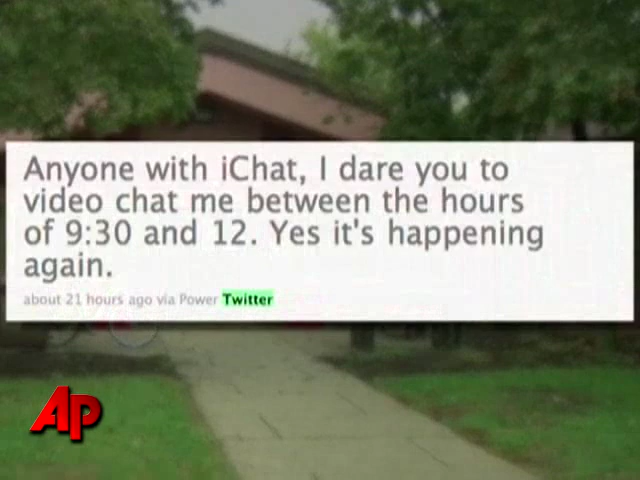 Anyone with iChat, I dare you to
video chat me between the hours
of 9:30 and 12. Yes it's happening
again.
about 21 hours ago via Power Twitter
AP